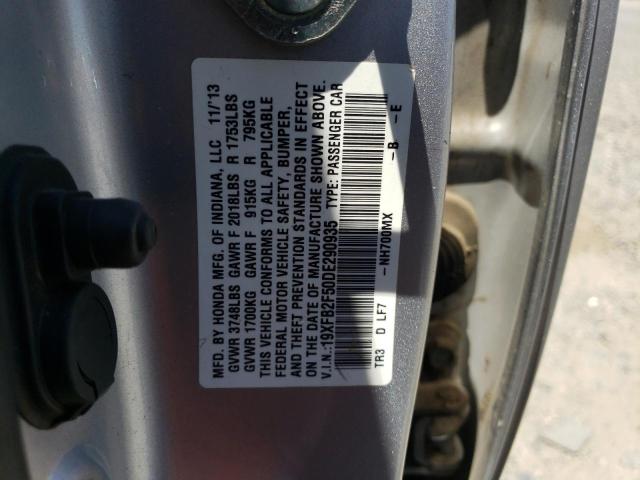 MFD. BY HONDA MFG. OF INDIANA, LLC 11/'13
GVWR 3748LBS GAWR F 2018LBS R 1753LBS
GVWR 1700KG GAWR F 915KG R 795KG
THIS VEHICLE CONFORMS TO ALL APPLICABLE
FEDERAL MOTOR VEHICLE SAFETY, BUMPER,
AND THEFT PREVENTION STANDARDS IN EFFECT
ON THE DATE OF MANUFACTURE SHOWN ABOVE.
V.I.N.:19XFB2F50DE290935 TYPE: PASSENGER CAR
TR3 D LF7 -NH700MX -B -E